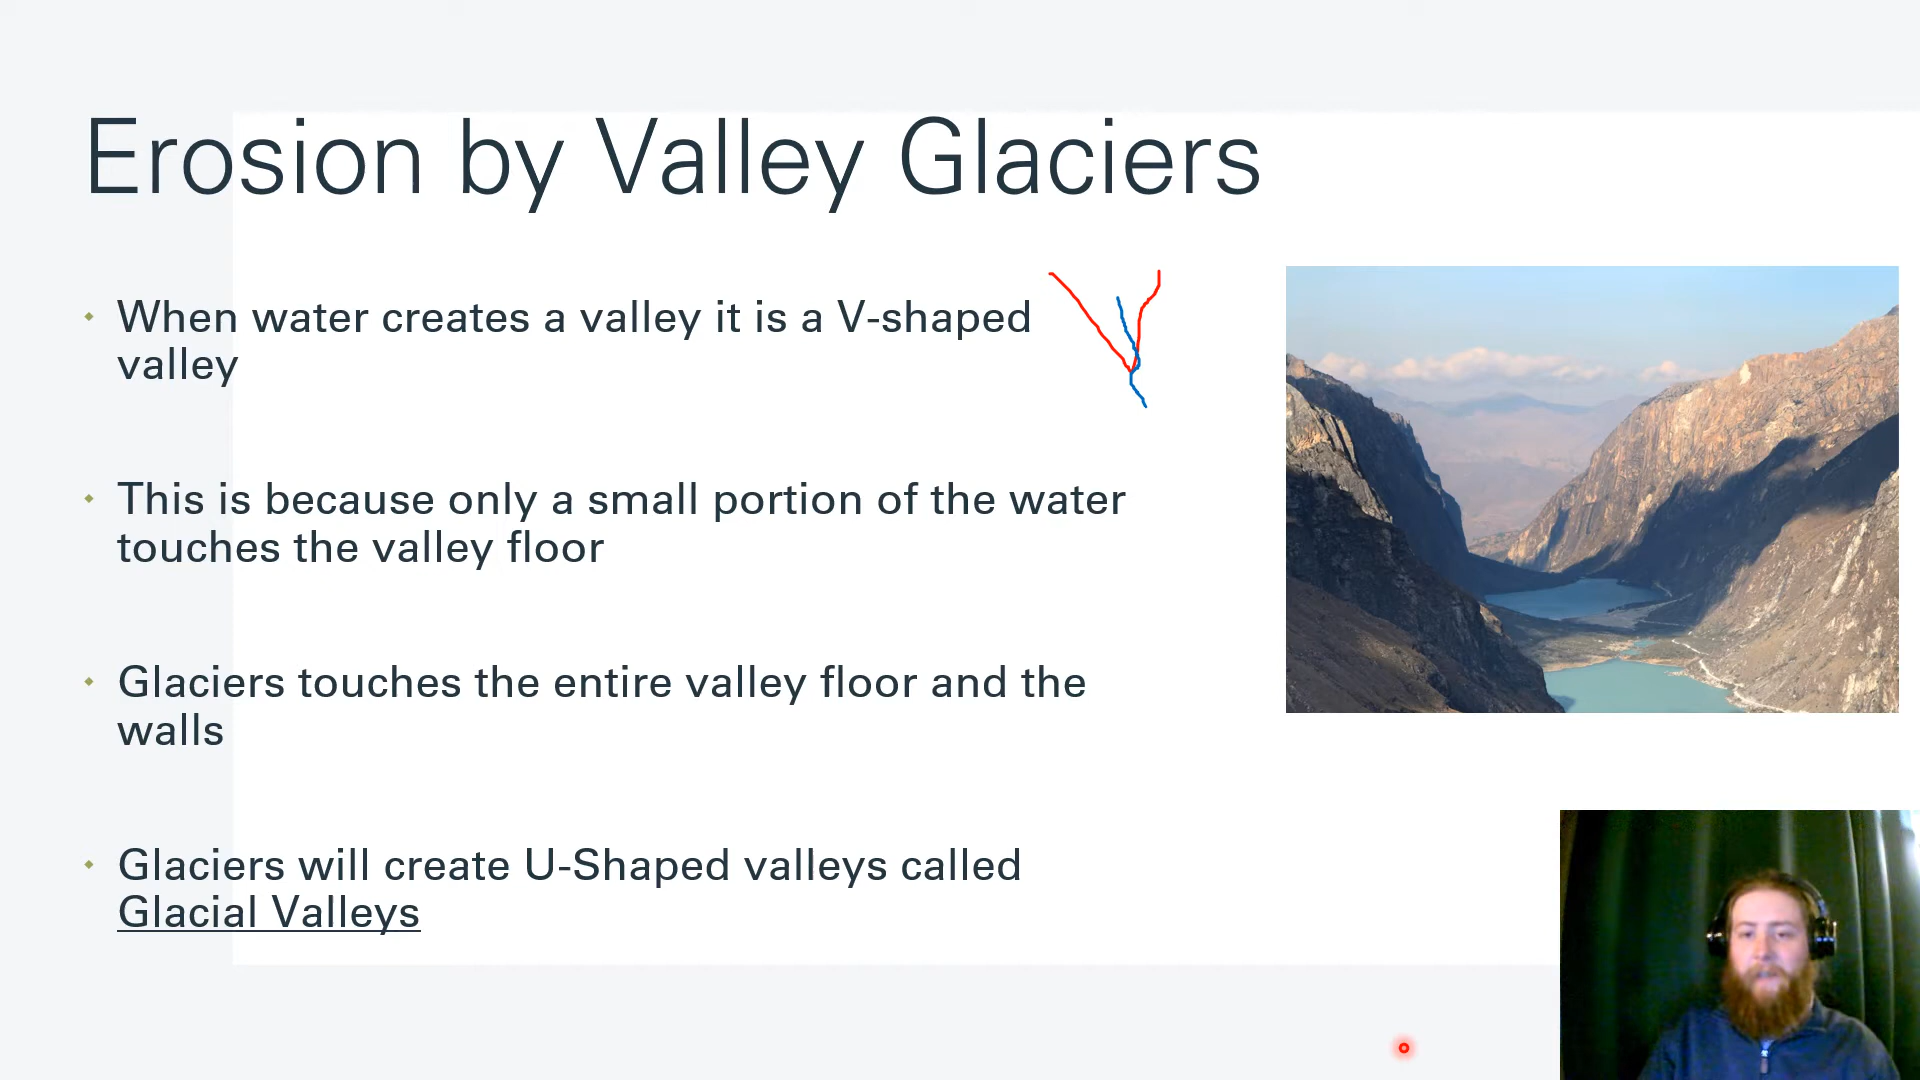 Erosion by Valley Glaciers
When water creates a valley it is a V-shaped
valley
This is because only a small portion of the water
touches the valley floor
Glaciers touches the entire valley floor and the
walls
Glaciers will create U-Shaped valleys called
Glacial Valleys